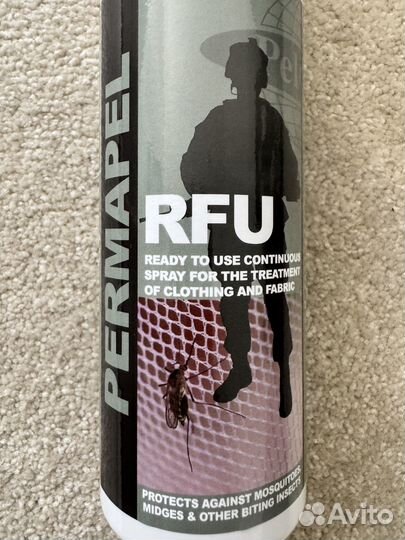 Pel
PERMAPEL
RFU
READY TO USE CONTINUOUS
SPRAY FOR THE TREATMENT
OF CLOTHING AND FABRIC
PROTECTS AGAINST MOSQUITOES,
MIDGES & OTHER BITING INSECTS
Avito